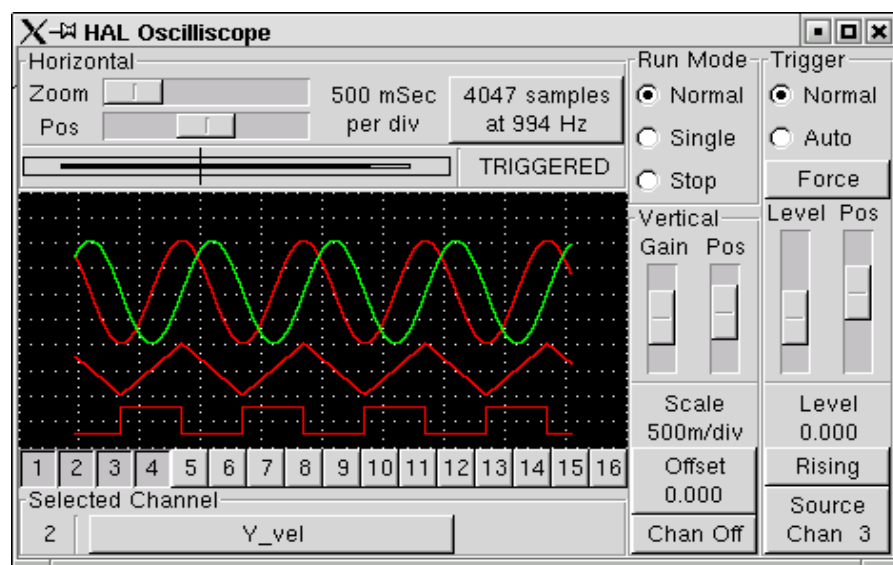 HAL Oscilliscope
Horizontal
Zoom
Pos
500 mSec
per div
4047 samples
at 994 Hz
TRIGGERED
Run Mode
Normal
Single
Stop
Trigger
Normal
Auto
Force
Vertical
Gain Pos
Level Pos
Scale
500m/div
Offset
0.000
Chan Off
Level
0.000
Rising
Source
Chan 3
1 2 3 4 5 6 7 8 9 10 11 12 13 14 15 16
Selected Channel
2 Y_vel